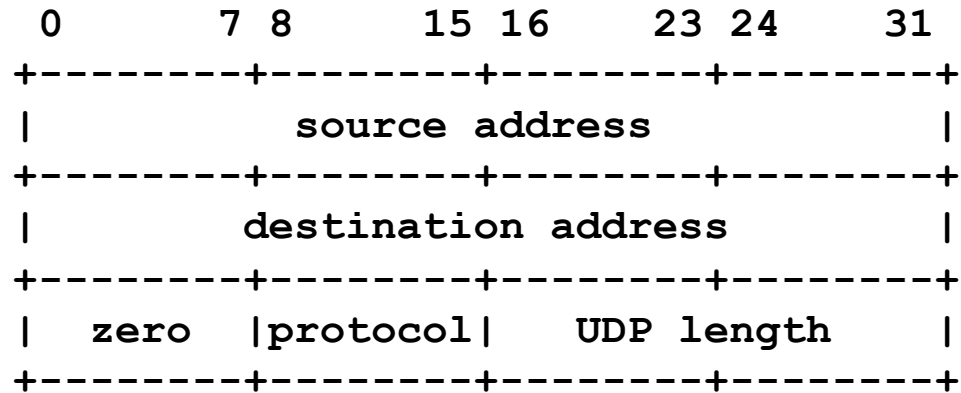 0 7 8 15 16 23 24 31
+--------+--------+--------+--------+
| source address |
+--------+--------+--------+--------+
| destination address |
+--------+--------+--------+--------+
| zero |protocol| UDP length |
+--------+--------+--------+--------+